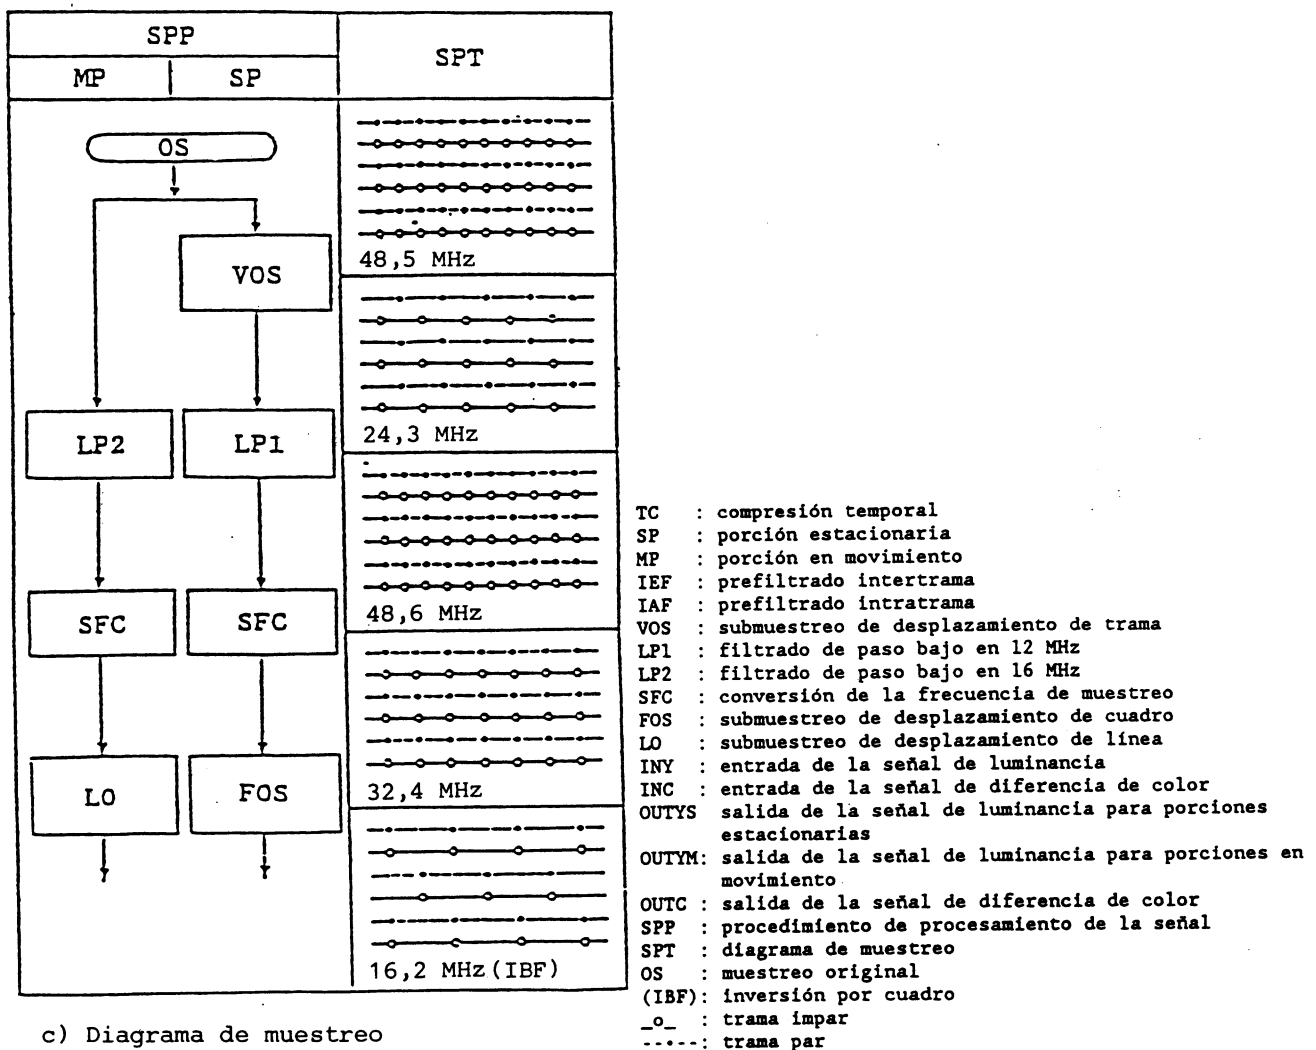 SPP
SPT
MP
SP
OS
48,5 MHz
VOS
24,3 MHz
LP2
LP1
48,6 MHz
SFC
SFC
32,4 MHz
LO
FOS
16,2 MHz (IBF)
TC : compresión temporal
SP : porción estacionaria
MP : porción en movimiento
IEF : prefiltrado intertrama
IAF : prefiltrado intratrama
VOS : submuestreo de desplazamiento de trama
LP1 : filtrado de paso bajo en 12 MHz
LP2 : filtrado de paso bajo en 16 MHz
SFC : conversión de la frecuencia de muestreo
FOS : submuestreo de desplazamiento de cuadro
LO : submuestreo de desplazamiento de línea
INY : entrada de la señal de luminancia
INC : entrada de la señal de diferencia de color
OUTYS salida de la señal de luminancia para porciones
estacionarias
OUTYM: salida de la señal de luminancia para porciones en
movimiento
OUTC : salida de la señal de diferencia de color
SPP : procedimiento de procesamiento de la señal
SPT : diagrama de muestreo
OS : muestreo original
(IBF): inversión por cuadro
_o_ : trama impar
--•--: trama par
c) Diagrama de muestreo